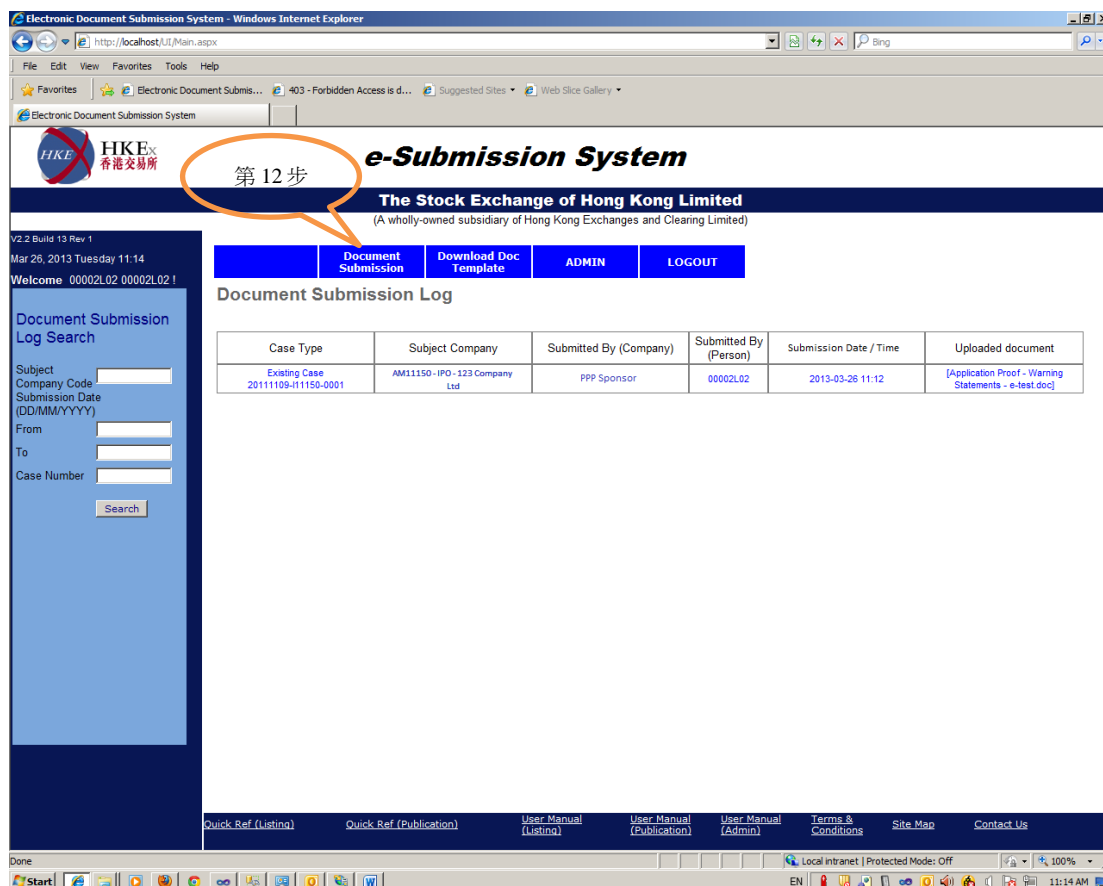 Electronic Document Submission System - Windows Internet Explorer
http://localhost/UI/Main.aspx
Bing
File Edit View Favorites Tools Help
Favorites
Electronic Document Submis...
403 - Forbidden Access is d...
Suggested Sites
Web Slice Gallery
Electronic Document Submission System
HKE
HKEx
香港交易所
e-Submission System
第 12 步
The Stock Exchange of Hong Kong Limited
(A wholly-owned subsidiary of Hong Kong Exchanges and Clearing Limited)
V2.2 Build 13 Rev 1
Mar 26, 2013 Tuesday 11:14
Welcome 00002L02 00002L02 !
Document Submission
Log Search
Subject
Company Code
Submission Date
(DD/MM/YYYY)
From
To
Case Number
Search
Document
Submission
Download Doc
Template
ADMIN
LOGOUT
Document Submission Log
Case Type
Subject Company
Submitted By (Company)
Submitted By
(Person)
Submission Date / Time
Uploaded document
Existing Case
20111109-I11150-0001
AM11150 - IPO - 123 Company
Ltd
PPP Sponsor
00002L02
2013-03-26 11:12
[Application Proof - Warning
Statements - e-test.doc]
Quick Ref (Listing)
Quick Ref (Publication)
User Manual
(Listing)
User Manual
(Publication)
User Manual
(Admin)
Terms &
Conditions
Site Map
Contact Us
Done
Local intranet | Protected Mode: Off
100%
Start
EN
11:14 AM